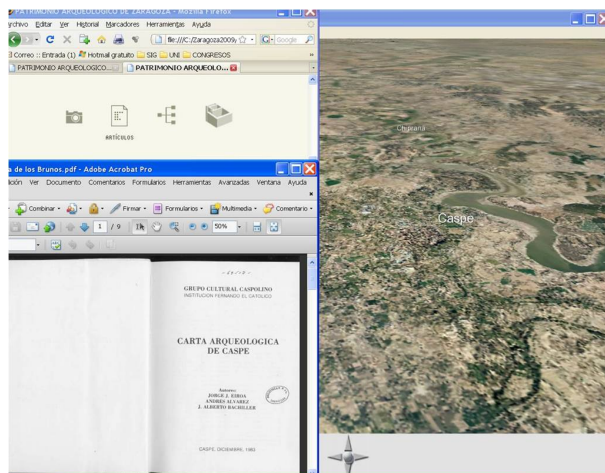 PATRIMONIO ARQUEOLOGICO DE ZARAGOZA - Mozilla Firefox
Archivo Editar Ver Historial Marcadores Herramientas Ayuda
file:///C:/Zaragoza2009
Google
Correo :: Entrada (1) Hotmail gratuito SIG UNI CONGRESOS
PATRIMONIO ARQUEOLOGICO... PATRIMONIO ARQUEOLO...
ARTÍCULOS
a de los Brunos.pdf - Adobe Acrobat Pro
ición Ver Documento Comentarios Formularios Herramientas Avanzadas Ventana Ayuda
Combinar Firmar Formularios Multimedia Comentario
1 / 9 50%
GRUPO CULTURAL CASPOLINO
INSTITUCION FERNANDO EL CATOLICO
CARTA ARQUEOLOGICA
DE CASPE
Autores:
JORGE J. EIROA
ANDRES ALVAREZ
J. ALBERTO BACHILLER
CASPE, DICIEMBRE, 1983
Chiprana
Caspe